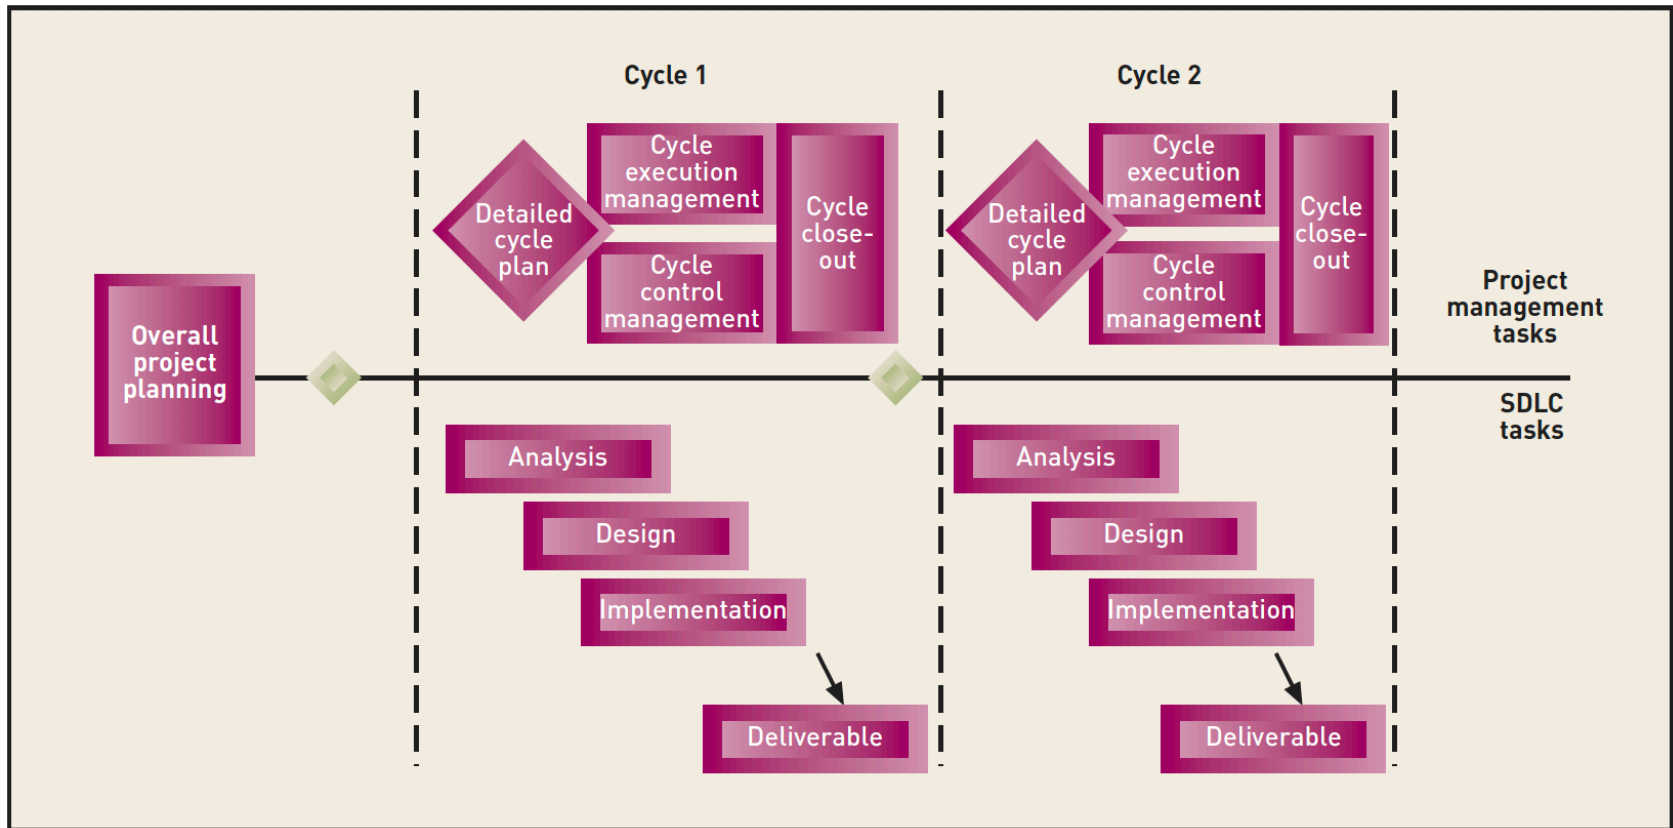 Cycle 1
Cycle 2
Overall
project
planning
Detailed
cycle
plan
Cycle
execution
management
Cycle
control
management
Cycle
close-
out
Detailed
cycle
plan
Cycle
execution
management
Cycle
control
management
Cycle
close-
out
Project
management
tasks
SDLC
tasks
Analysis
Design
Implementation
Deliverable
Analysis
Design
Implementation
Deliverable